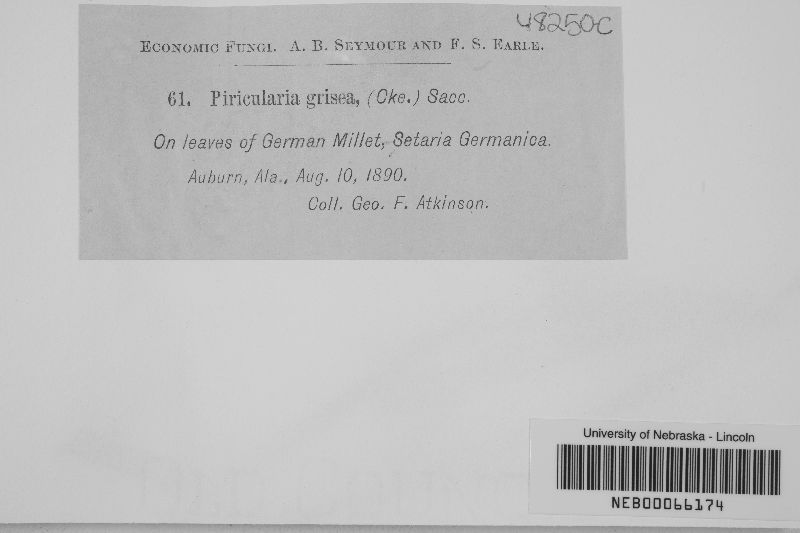 48250C
Economic Fungi. A. B. Seymour and F. S. Earle.
61. Piricularia grisea, (Cke.) Sacc.
On leaves of German Millet, Setaria Germanica.
Auburn, Ala., Aug. 10, 1890.
Coll. Geo. F. Atkinson.
University of Nebraska - Lincoln
NEB00066174